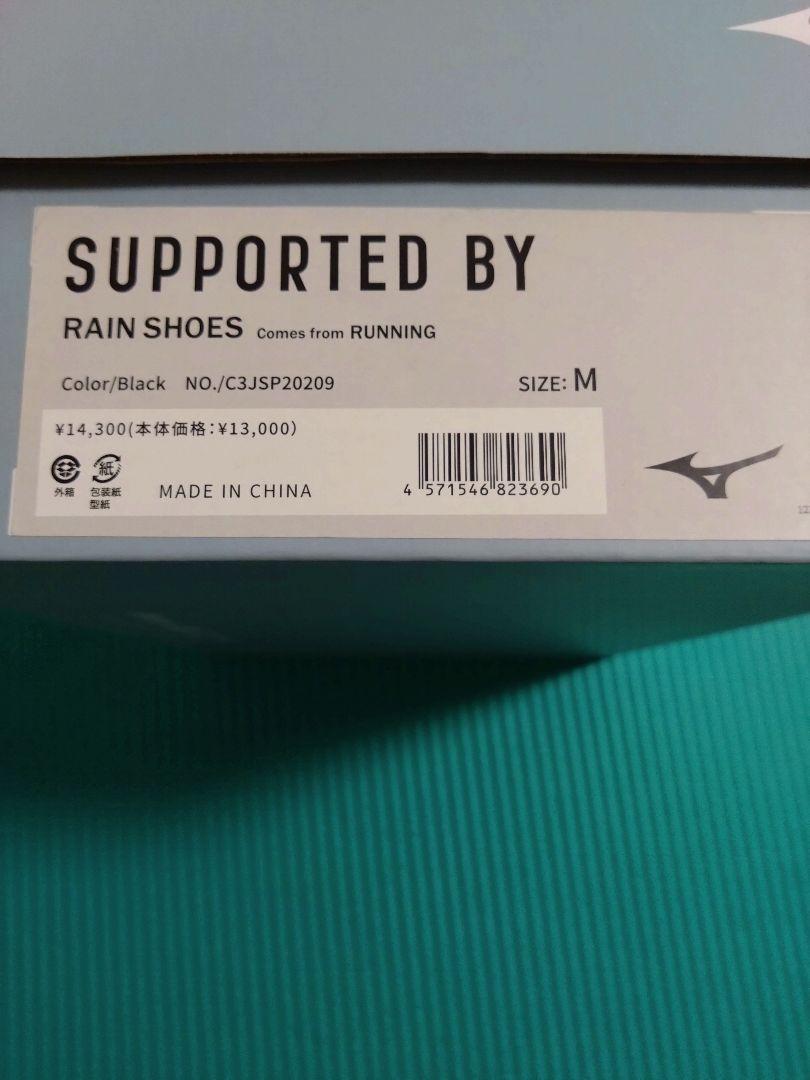 SUPPORTED BY
RAIN SHOES Comes from RUNNING
Color/Black NO./C3JSP20209 SIZE: M
¥14,300(本体価格:¥13,000)
紙
外箱 包装紙
型紙
MADE IN CHINA
4 571546 823690